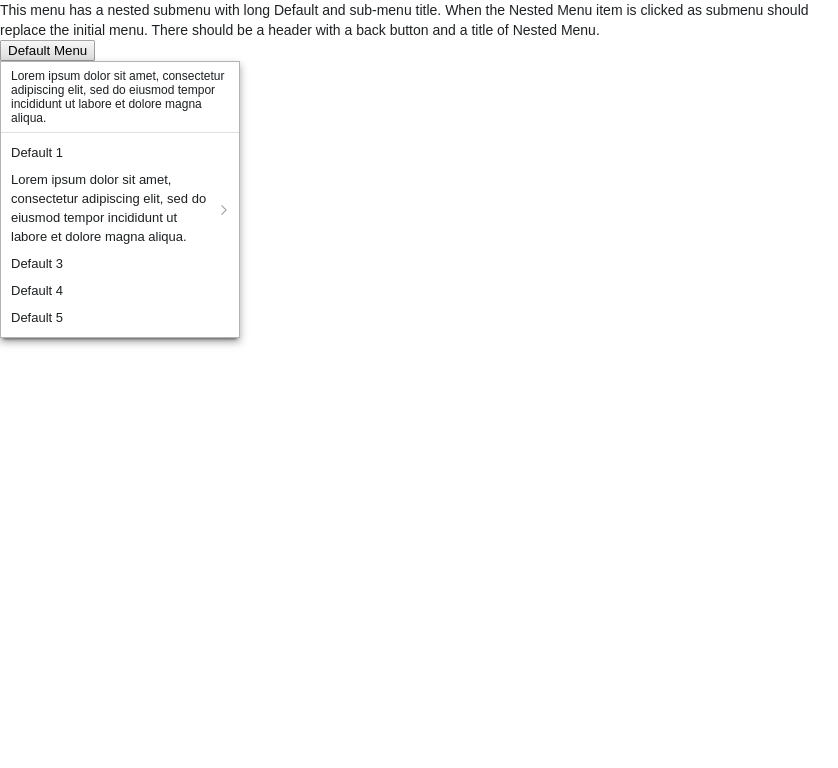 This menu has a nested submenu with long Default and sub-menu title. When the Nested Menu item is clicked as submenu should
replace the initial menu. There should be a header with a back button and a title of Nested Menu.
Default Menu
Lorem ipsum dolor sit amet, consectetur
adipiscing elit, sed do eiusmod tempor
incididunt ut labore et dolore magna
aliqua.
Default 1
Lorem ipsum dolor sit amet,
consectetur adipiscing elit, sed do
eiusmod tempor incididunt ut
labore et dolore magna aliqua.
Default 3
Default 4
Default 5